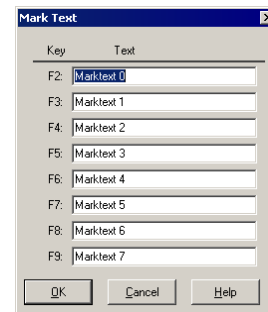 Mark Text
Key Text
F2: Marktext 0
F3: Marktext 1
F4: Marktext 2
F5: Marktext 3
F6: Marktext 4
F7: Marktext 5
F8: Marktext 6
F9: Marktext 7
OK Cancel Help